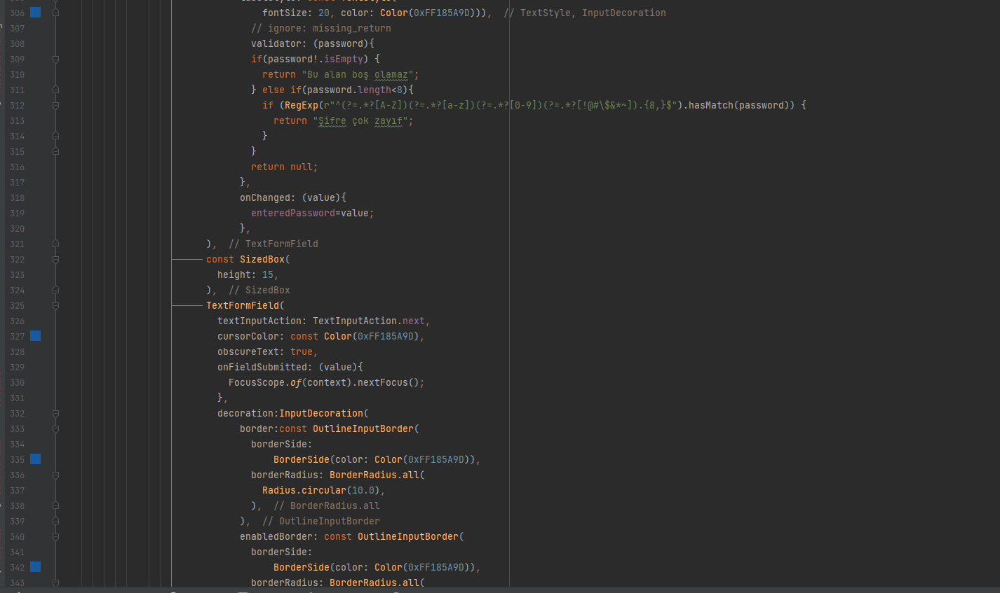 306 fontSize: 20, color: Color(0xFF185A9D))), // TextStyle, InputDecoration
307 // ignore: missing_return
308 validator: (password){
309 if(password!.isEmpty) {
310 return "Bu alan boş olamaz";
311 } else if(password.length<8){
312 if (RegExp(r"^(?=.*?[A-Z])(?=.*?[a-z])(?=.*?[0-9])(?=.*?[!@#\$&*~]).{8,}$").hasMatch(password)) {
313 return "Şifre çok zayıf";
314 }
315 }
316 return null;
317 },
318 onChanged: (value){
319 enteredPassword=value;
320 },
321 ), // TextFormField
322 const SizedBox(
323 height: 15,
324 ), // SizedBox
325 TextFormField(
326 textInputAction: TextInputAction.next,
327 cursorColor: const Color(0xFF185A9D),
328 obscureText: true,
329 onFieldSubmitted: (value){
330 FocusScope.of(context).nextFocus();
331 },
332 decoration:InputDecoration(
333 border:const OutlineInputBorder(
334 borderSide:
335 BorderSide(color: Color(0xFF185A9D)),
336 borderRadius: BorderRadius.all(
337 Radius.circular(10.0),
338 ), // BorderRadius.all
339 ), // OutlineInputBorder
340 enabledBorder: const OutlineInputBorder(
341 borderSide:
342 BorderSide(color: Color(0xFF185A9D)),
343 borderRadius: BorderRadius.all(